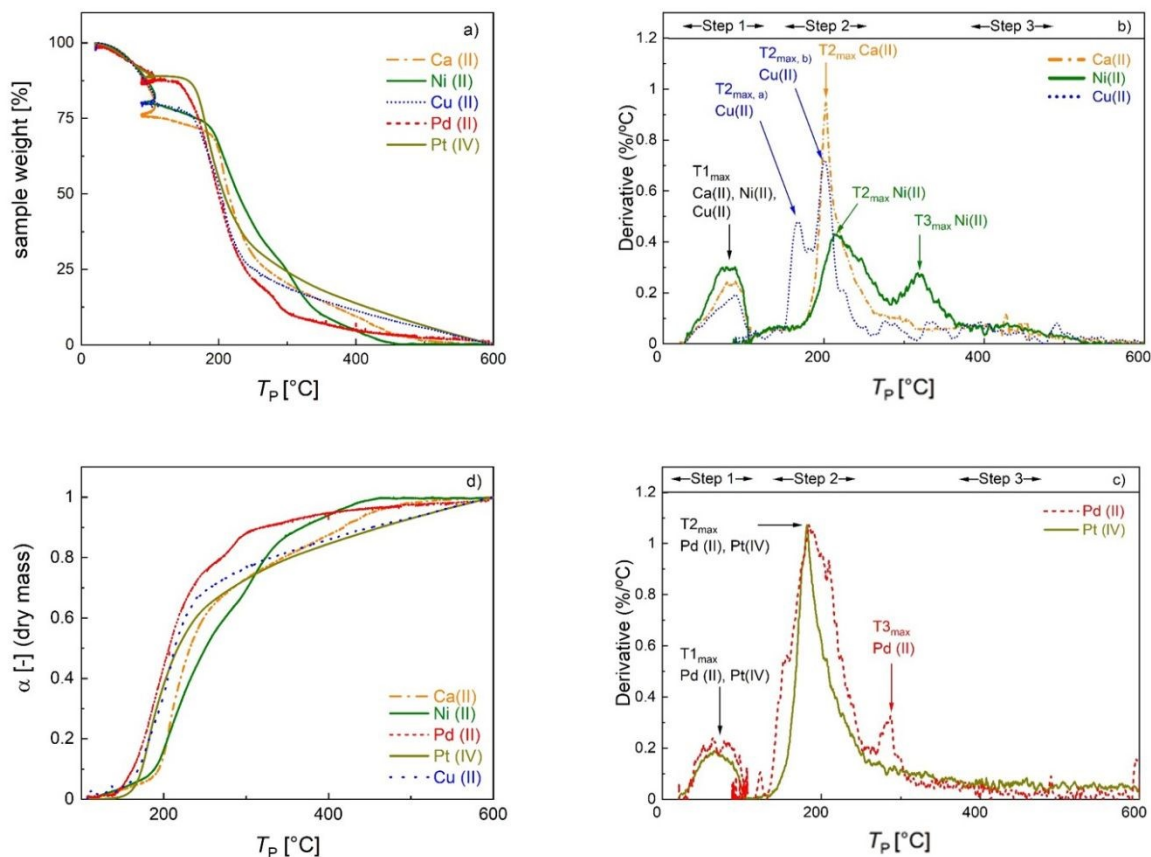 a)
100
75
50
25
0
sample weight [%]
Ca (II)
Ni (II)
Cu (II)
Pd (II)
Pt (IV)
0
200
400
600
TP [°C]
Step 1
Step 2
Step 3
b)
1.2
1
0.8
0.6
0.4
0.2
0
Derivative (%/ºC)
T2max Ca(II)
T2max, b)
Cu(II)
T2max, a)
Cu(II)
T1max
Ca(II), Ni(II),
Cu(II)
T2max Ni(II)
T3max Ni(II)
Ca(II)
Ni(II)
Cu(II)
0
200
400
600
TP [°C]
d)
1
0.8
0.6
0.4
0.2
0
α [-] (dry mass)
Ca(II)
Ni (II)
Pd (II)
Pt (IV)
Cu (II)
200
400
600
TP [°C]
Step 1
Step 2
Step 3
c)
1.2
1
0.8
0.6
0.4
0.2
0
Derivative (%/ºC)
T2max
Pd (II), Pt(IV)
T1max
Pd (II), Pt(IV)
T3max
Pd (II)
Pd (II)
Pt (IV)
0
200
400
600
TP [°C]